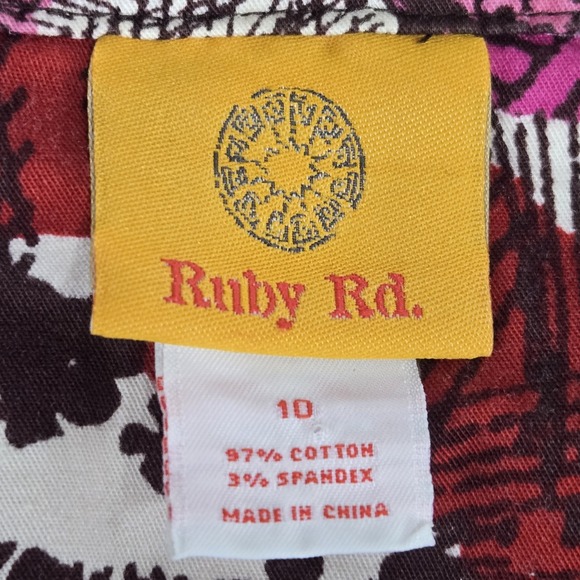 Ruby Rd.
10
97% COTTON
3% SPANDEX
MADE IN CHINA